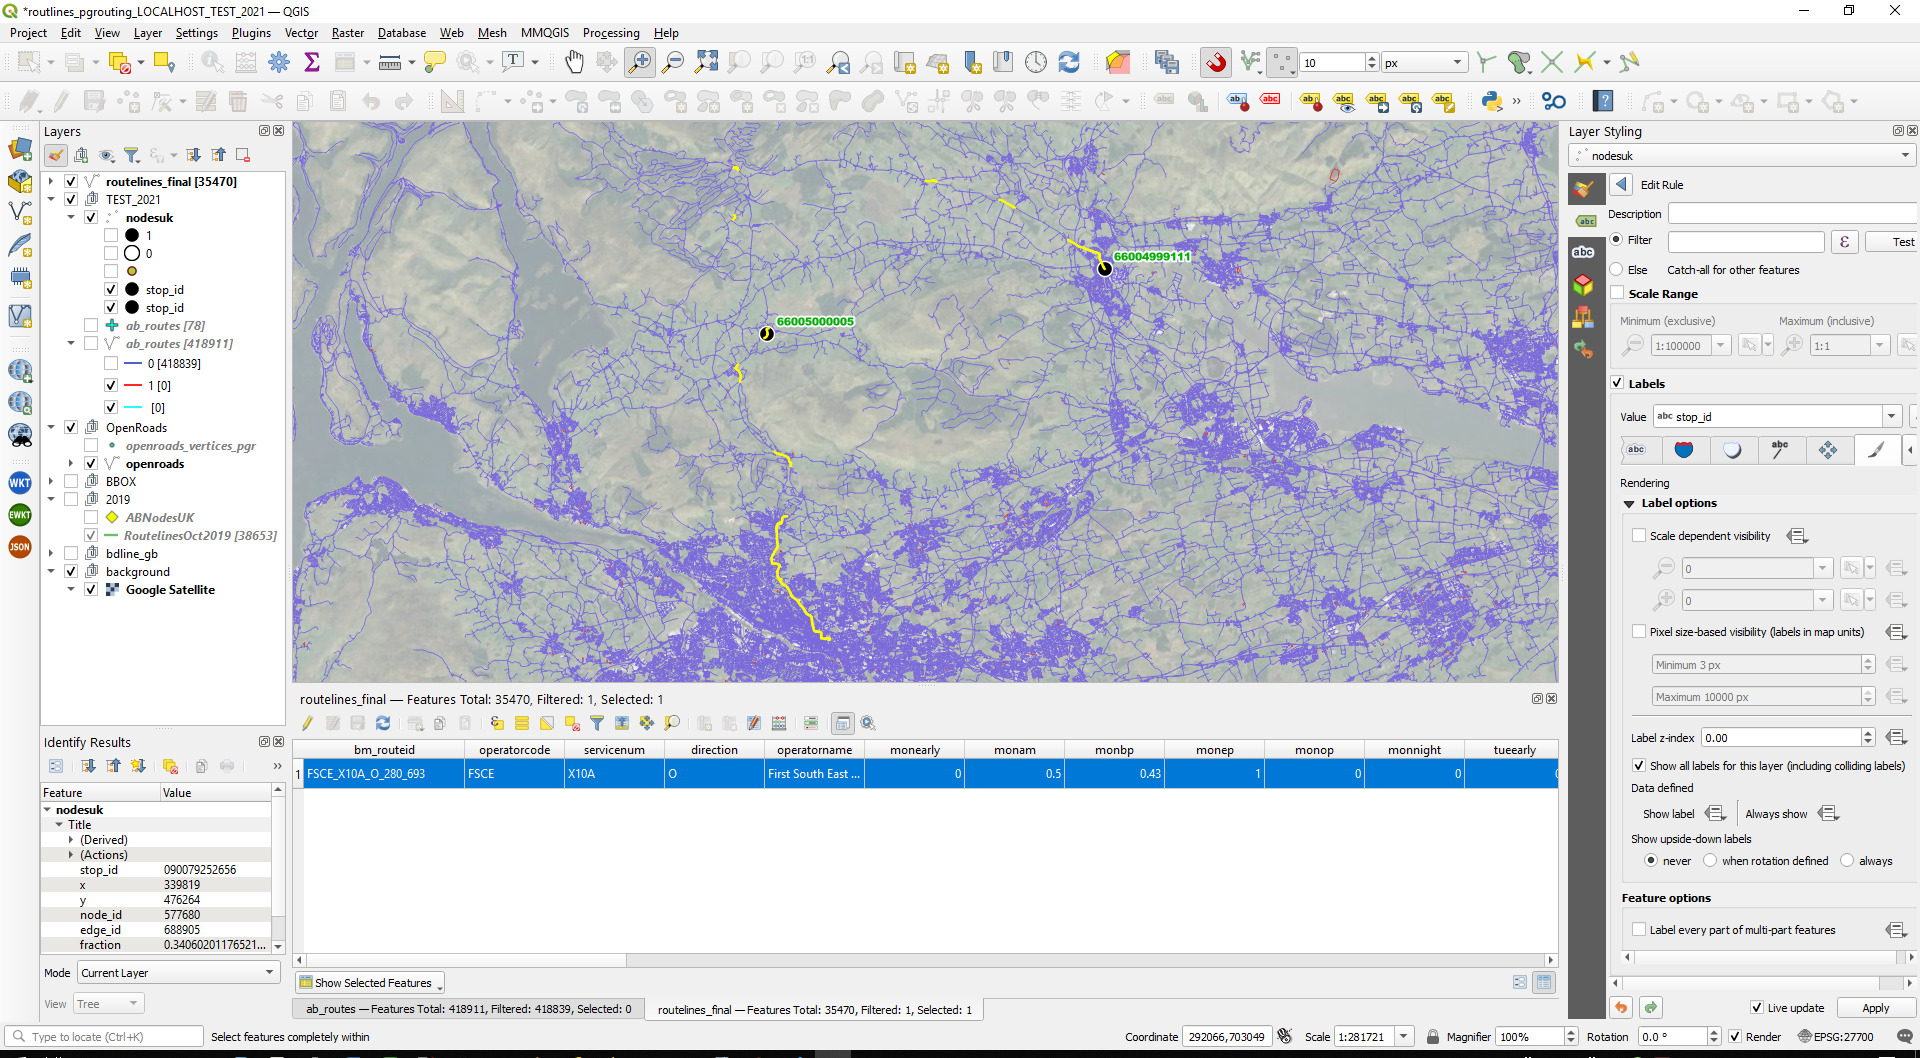 *routlines_pgrouting_LOCALHOST_TEST_2021 — QGIS
Project Edit View Layer Settings Plugins Vector Raster Database Web Mesh MMQGIS Processing Help
10 px
Layers
routelines_final [35470]
TEST_2021
nodesuk
1
0
stop_id
stop_id
ab_routes [78]
ab_routes [418911]
0 [418839]
1 [0]
[0]
OpenRoads
openroads_vertices_pgr
openroads
BBOX
2019
ABNodesUK
RoutelinesOct2019 [38653]
bdline_gb
background
Google Satellite
WKT
EWKT
JSON
66004999111
66005000005
Identify Results
Feature Value
nodesuk
Title
(Derived)
(Actions)
stop_id 090079252656
x 339819
y 476264
node_id 577680
edge_id 688905
fraction 0.34060201176521...
Mode Current Layer
View Tree
routelines_final — Features Total: 35470, Filtered: 1, Selected: 1
bm_routeid operatorcode servicenum direction operatorname monearly monam monbp monep monop monnight tueearly
1 FSCE_X10A_O_280_693 FSCE X10A O First South East ... 0 0.5 0.43 1 0 0
Show Selected Features
ab_routes — Features Total: 418911, Filtered: 418839, Selected: 0
routelines_final — Features Total: 35470, Filtered: 1, Selected: 1
Layer Styling
nodesuk
Edit Rule
Description
Filter ε Test
Else Catch-all for other features
Scale Range
Minimum (exclusive) Maximum (inclusive)
1:100000 1:1
Labels
Value abc stop_id
Rendering
Label options
Scale dependent visibility
0
0
Pixel size-based visibility (labels in map units)
Minimum 3 px
Maximum 10000 px
Label z-index 0.00
Show all labels for this layer (including colliding labels)
Data defined
Show label Always show
Show upside-down labels
never when rotation defined always
Feature options
Label every part of multi-part features
Live update Apply
Type to locate (Ctrl+K) Select features completely within
Coordinate 292066,703049 Scale 1:281721 Magnifier 100% Rotation 0.0 ° Render EPSG:27700